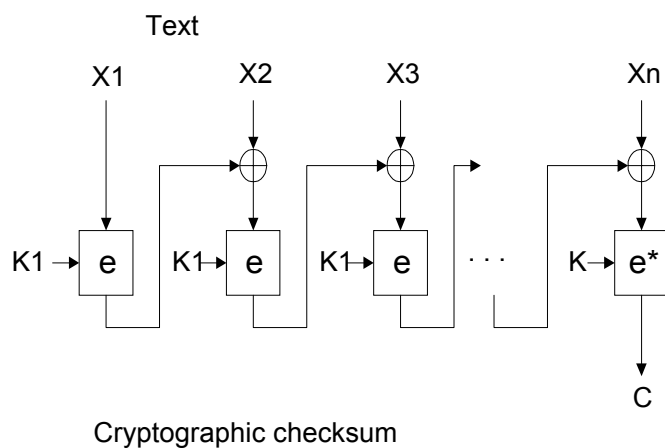 Text
X1 X2 X3 Xn
K1 e K1 e K1 e . . . K e*
C
Cryptographic checksum